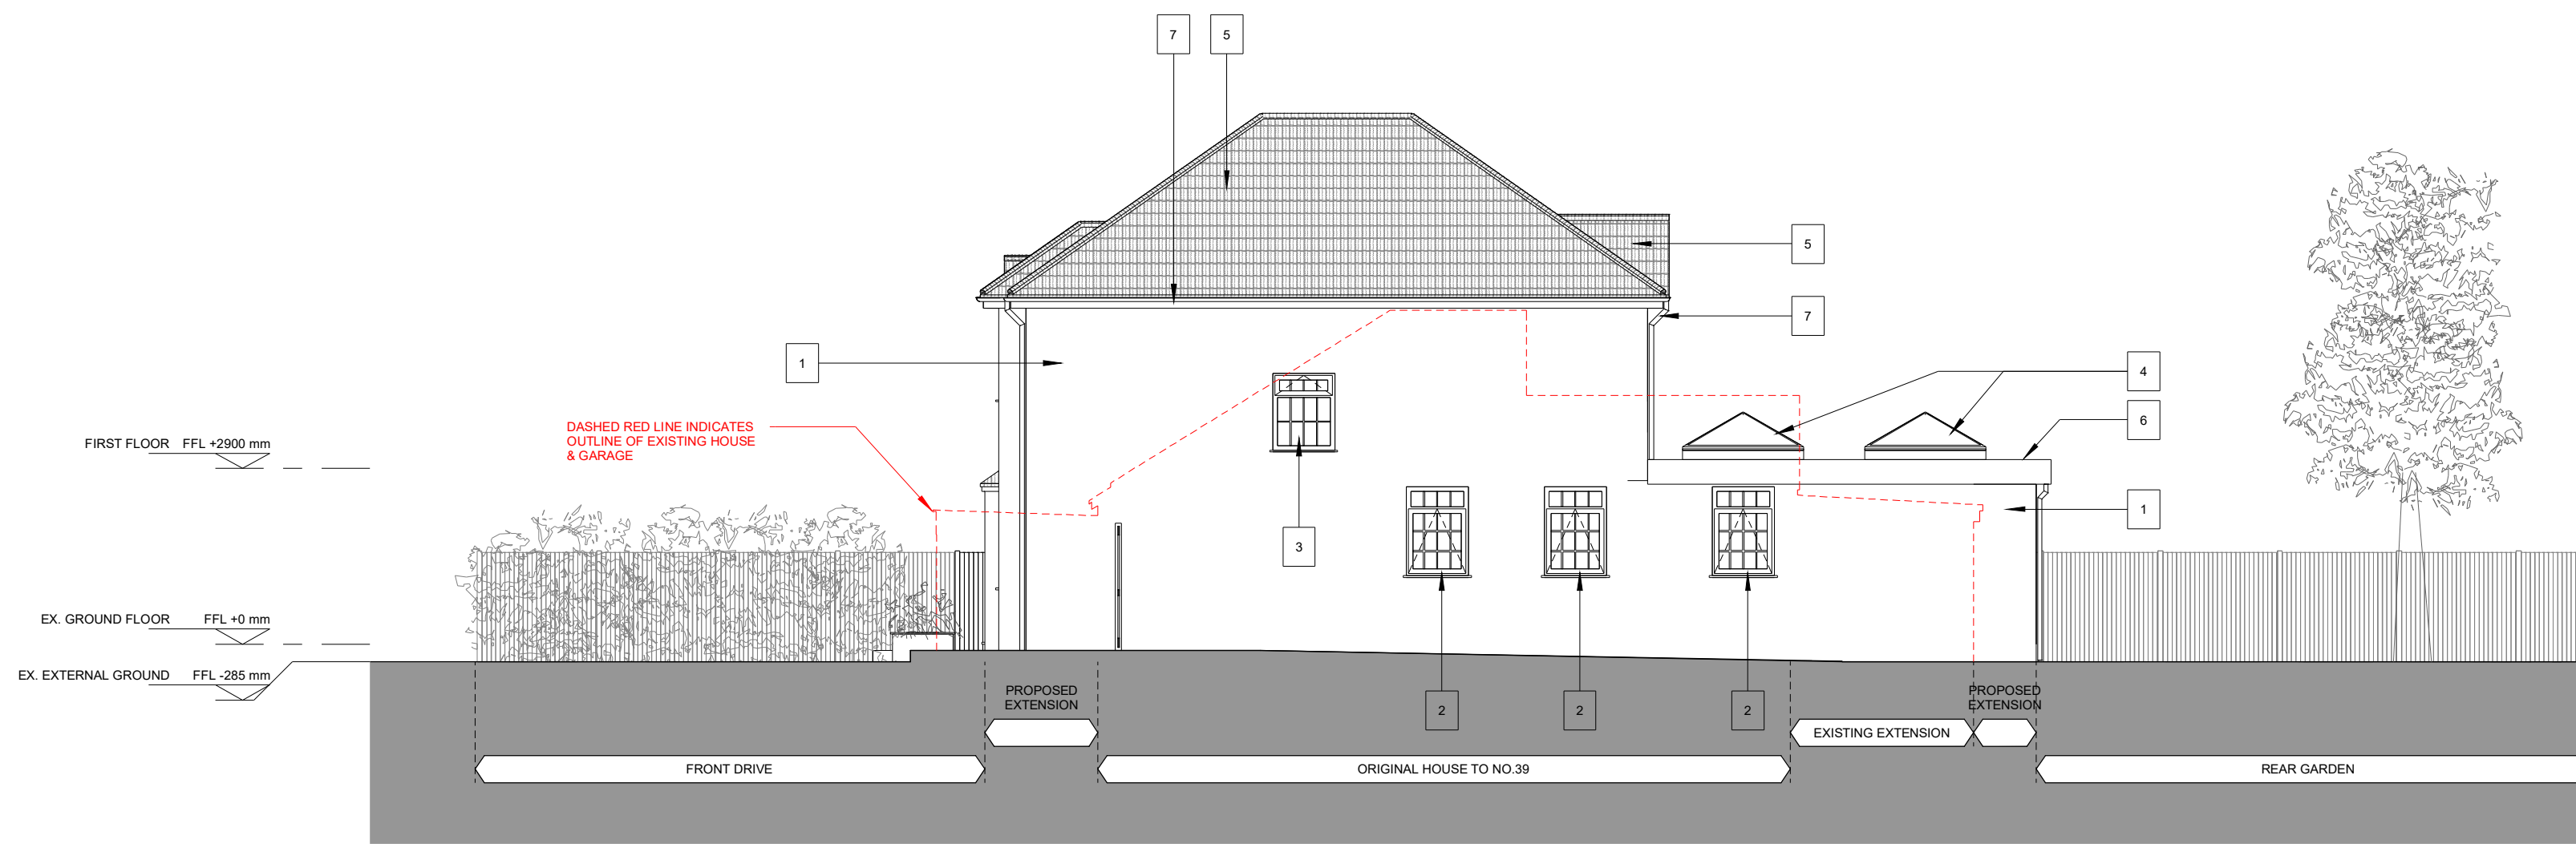 7
5
5
7
1
4
DASHED RED LINE INDICATES
OUTLINE OF EXISTING HOUSE
& GARAGE
6
FIRST FLOOR FFL +2900 mm
1
3
EX. GROUND FLOOR FFL +0 mm
EX. EXTERNAL GROUND FFL -285 mm
PROPOSED
EXTENSION
2
2
2
PROPOSED
EXTENSION
EXISTING EXTENSION
FRONT DRIVE
ORIGINAL HOUSE TO NO.39
REAR GARDEN